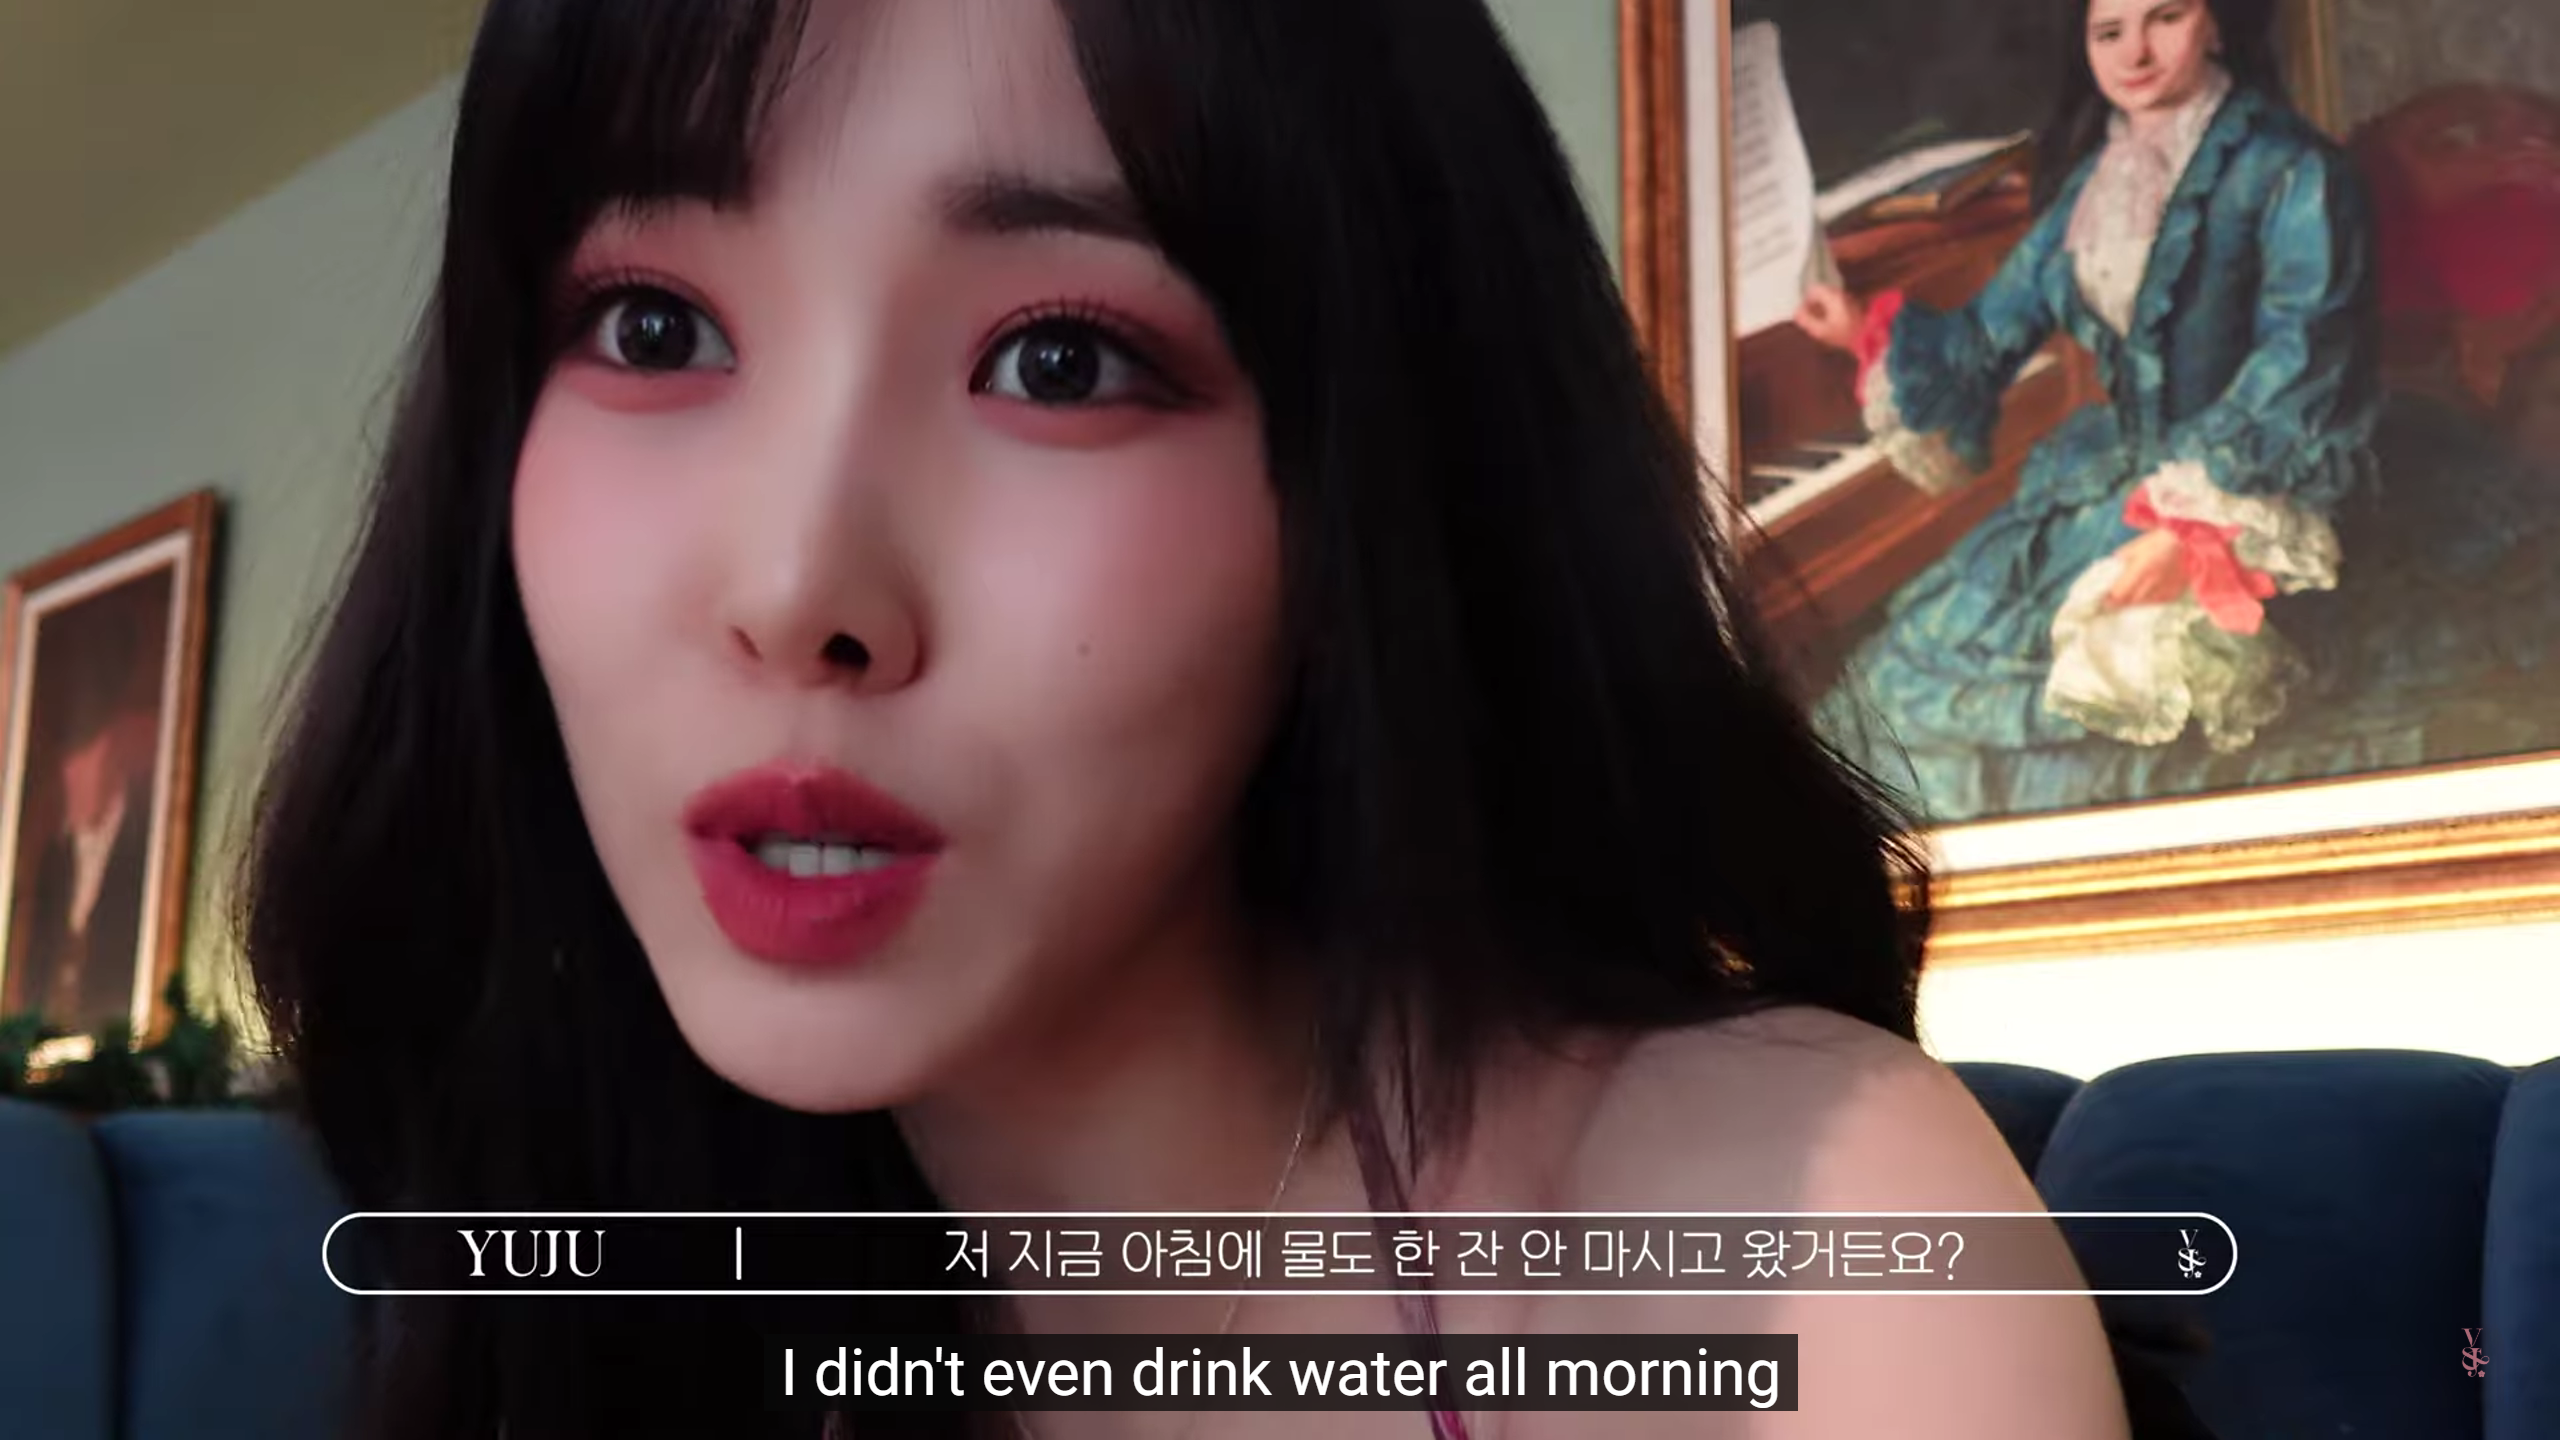 YUJU | 저 지금 아침에 물도 한 잔 안 마시고 왔거든요?
I didn't even drink water all morning